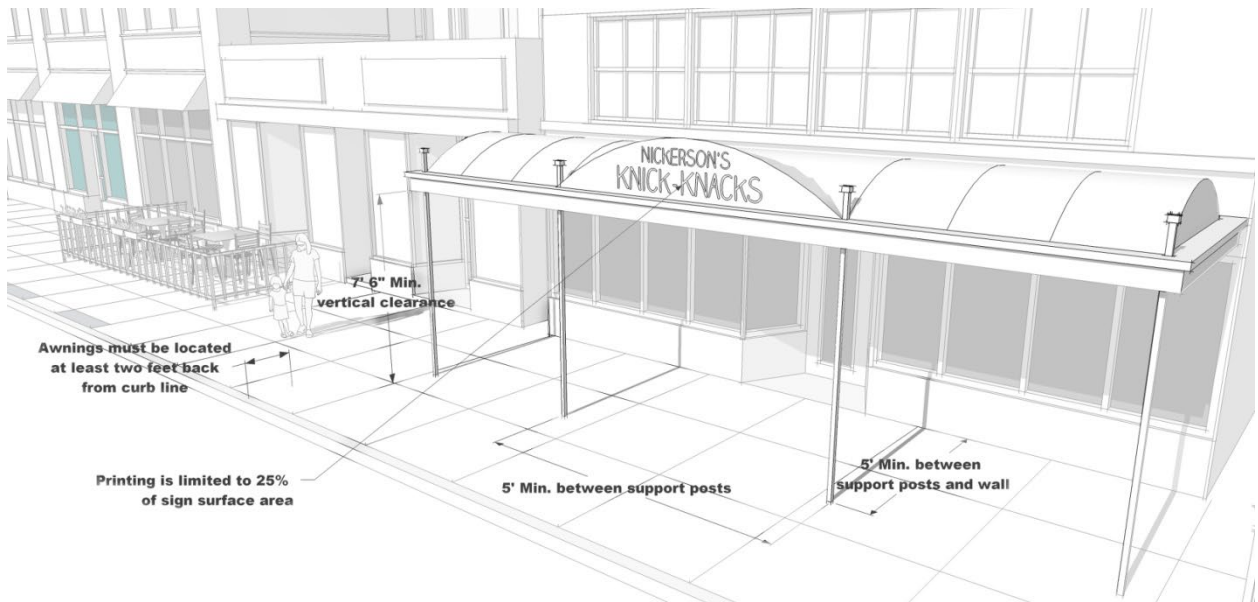 NICKERSON'S
KNICK-KNACKS
7' 6" Min.
vertical clearance
Awnings must be located
at least two feet back
from curb line
Printing is limited to 25%
of sign surface area
5' Min. between support posts
5' Min. between
support posts and wall